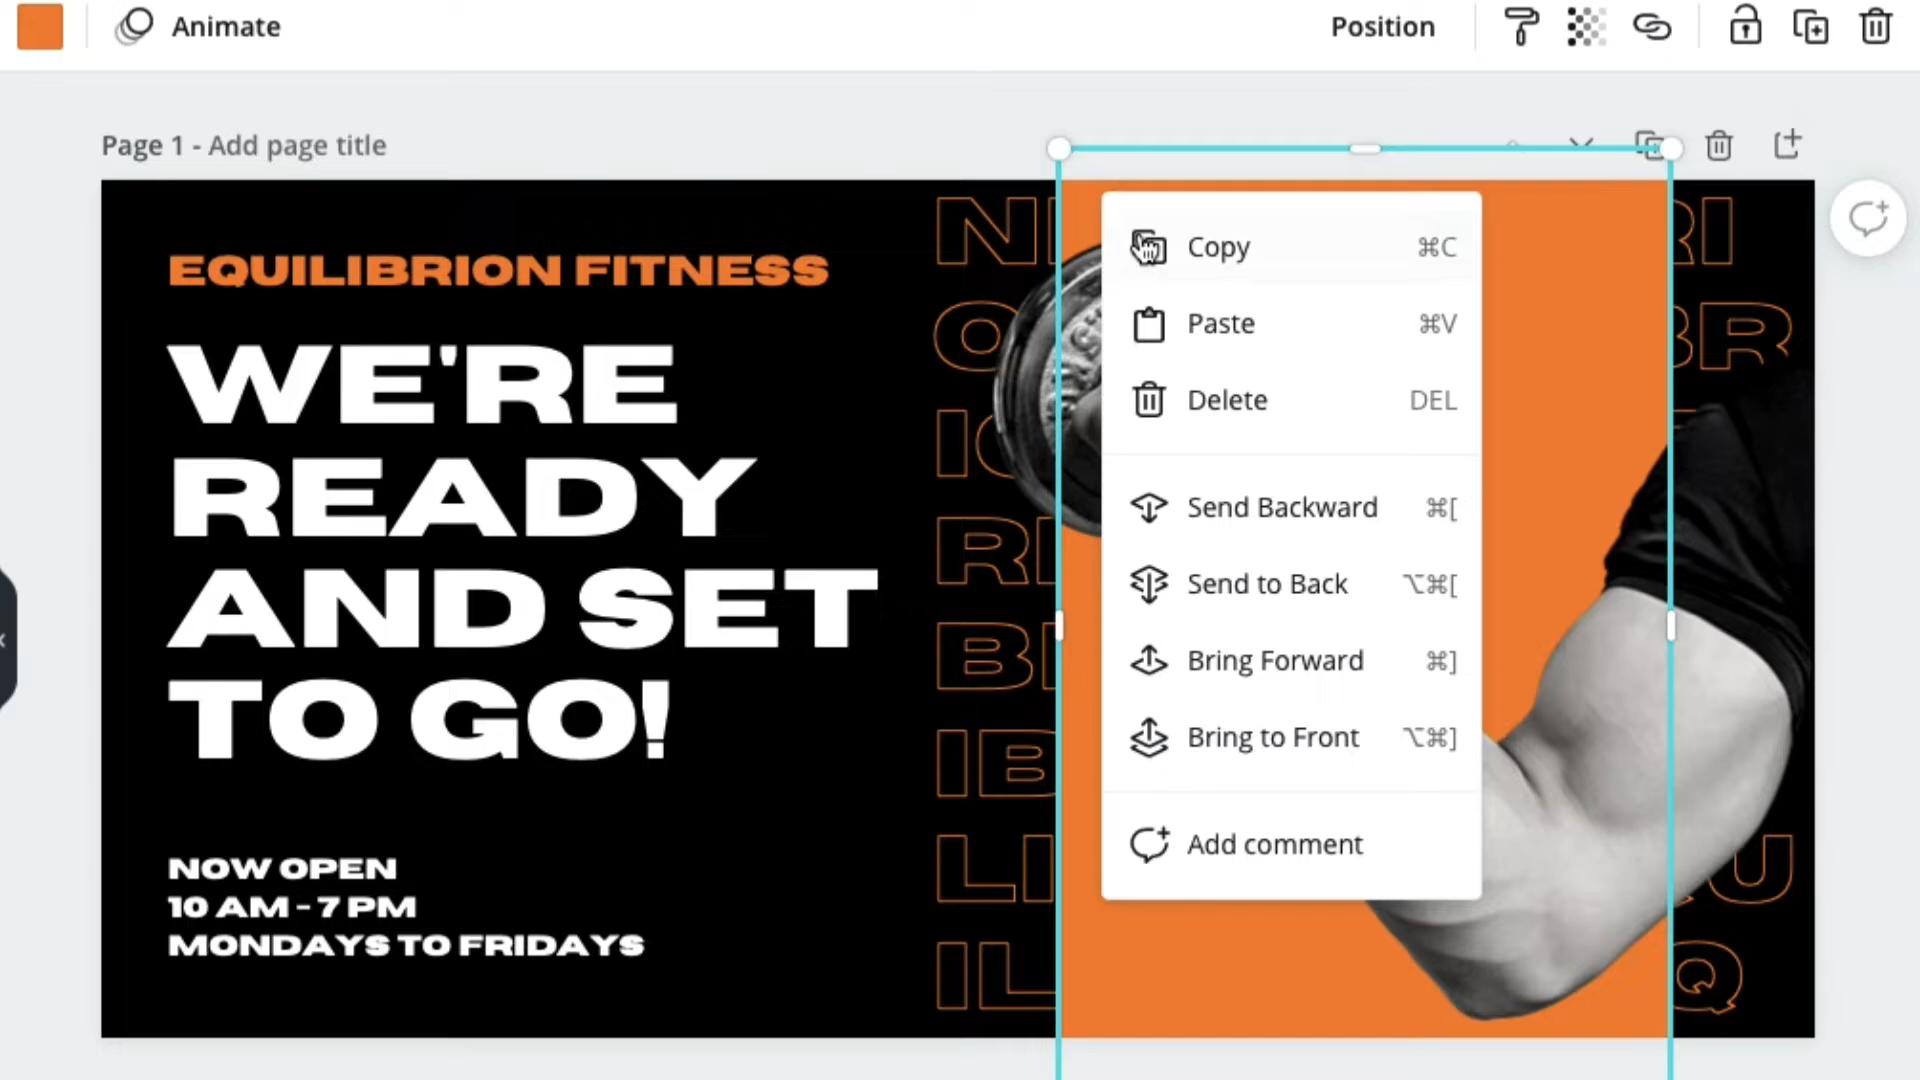 Animate
Position
Page 1 - Add page title
EQUILIBRION FITNESS
WE'RE
READY
AND SET
TO GO!
NOW OPEN
10 AM - 7 PM
MONDAYS TO FRIDAYS
Copy ⌘C
Paste ⌘V
Delete DEL
Send Backward ⌘[
Send to Back ⌥⌘[
Bring Forward ⌘]
Bring to Front ⌥⌘]
Add comment